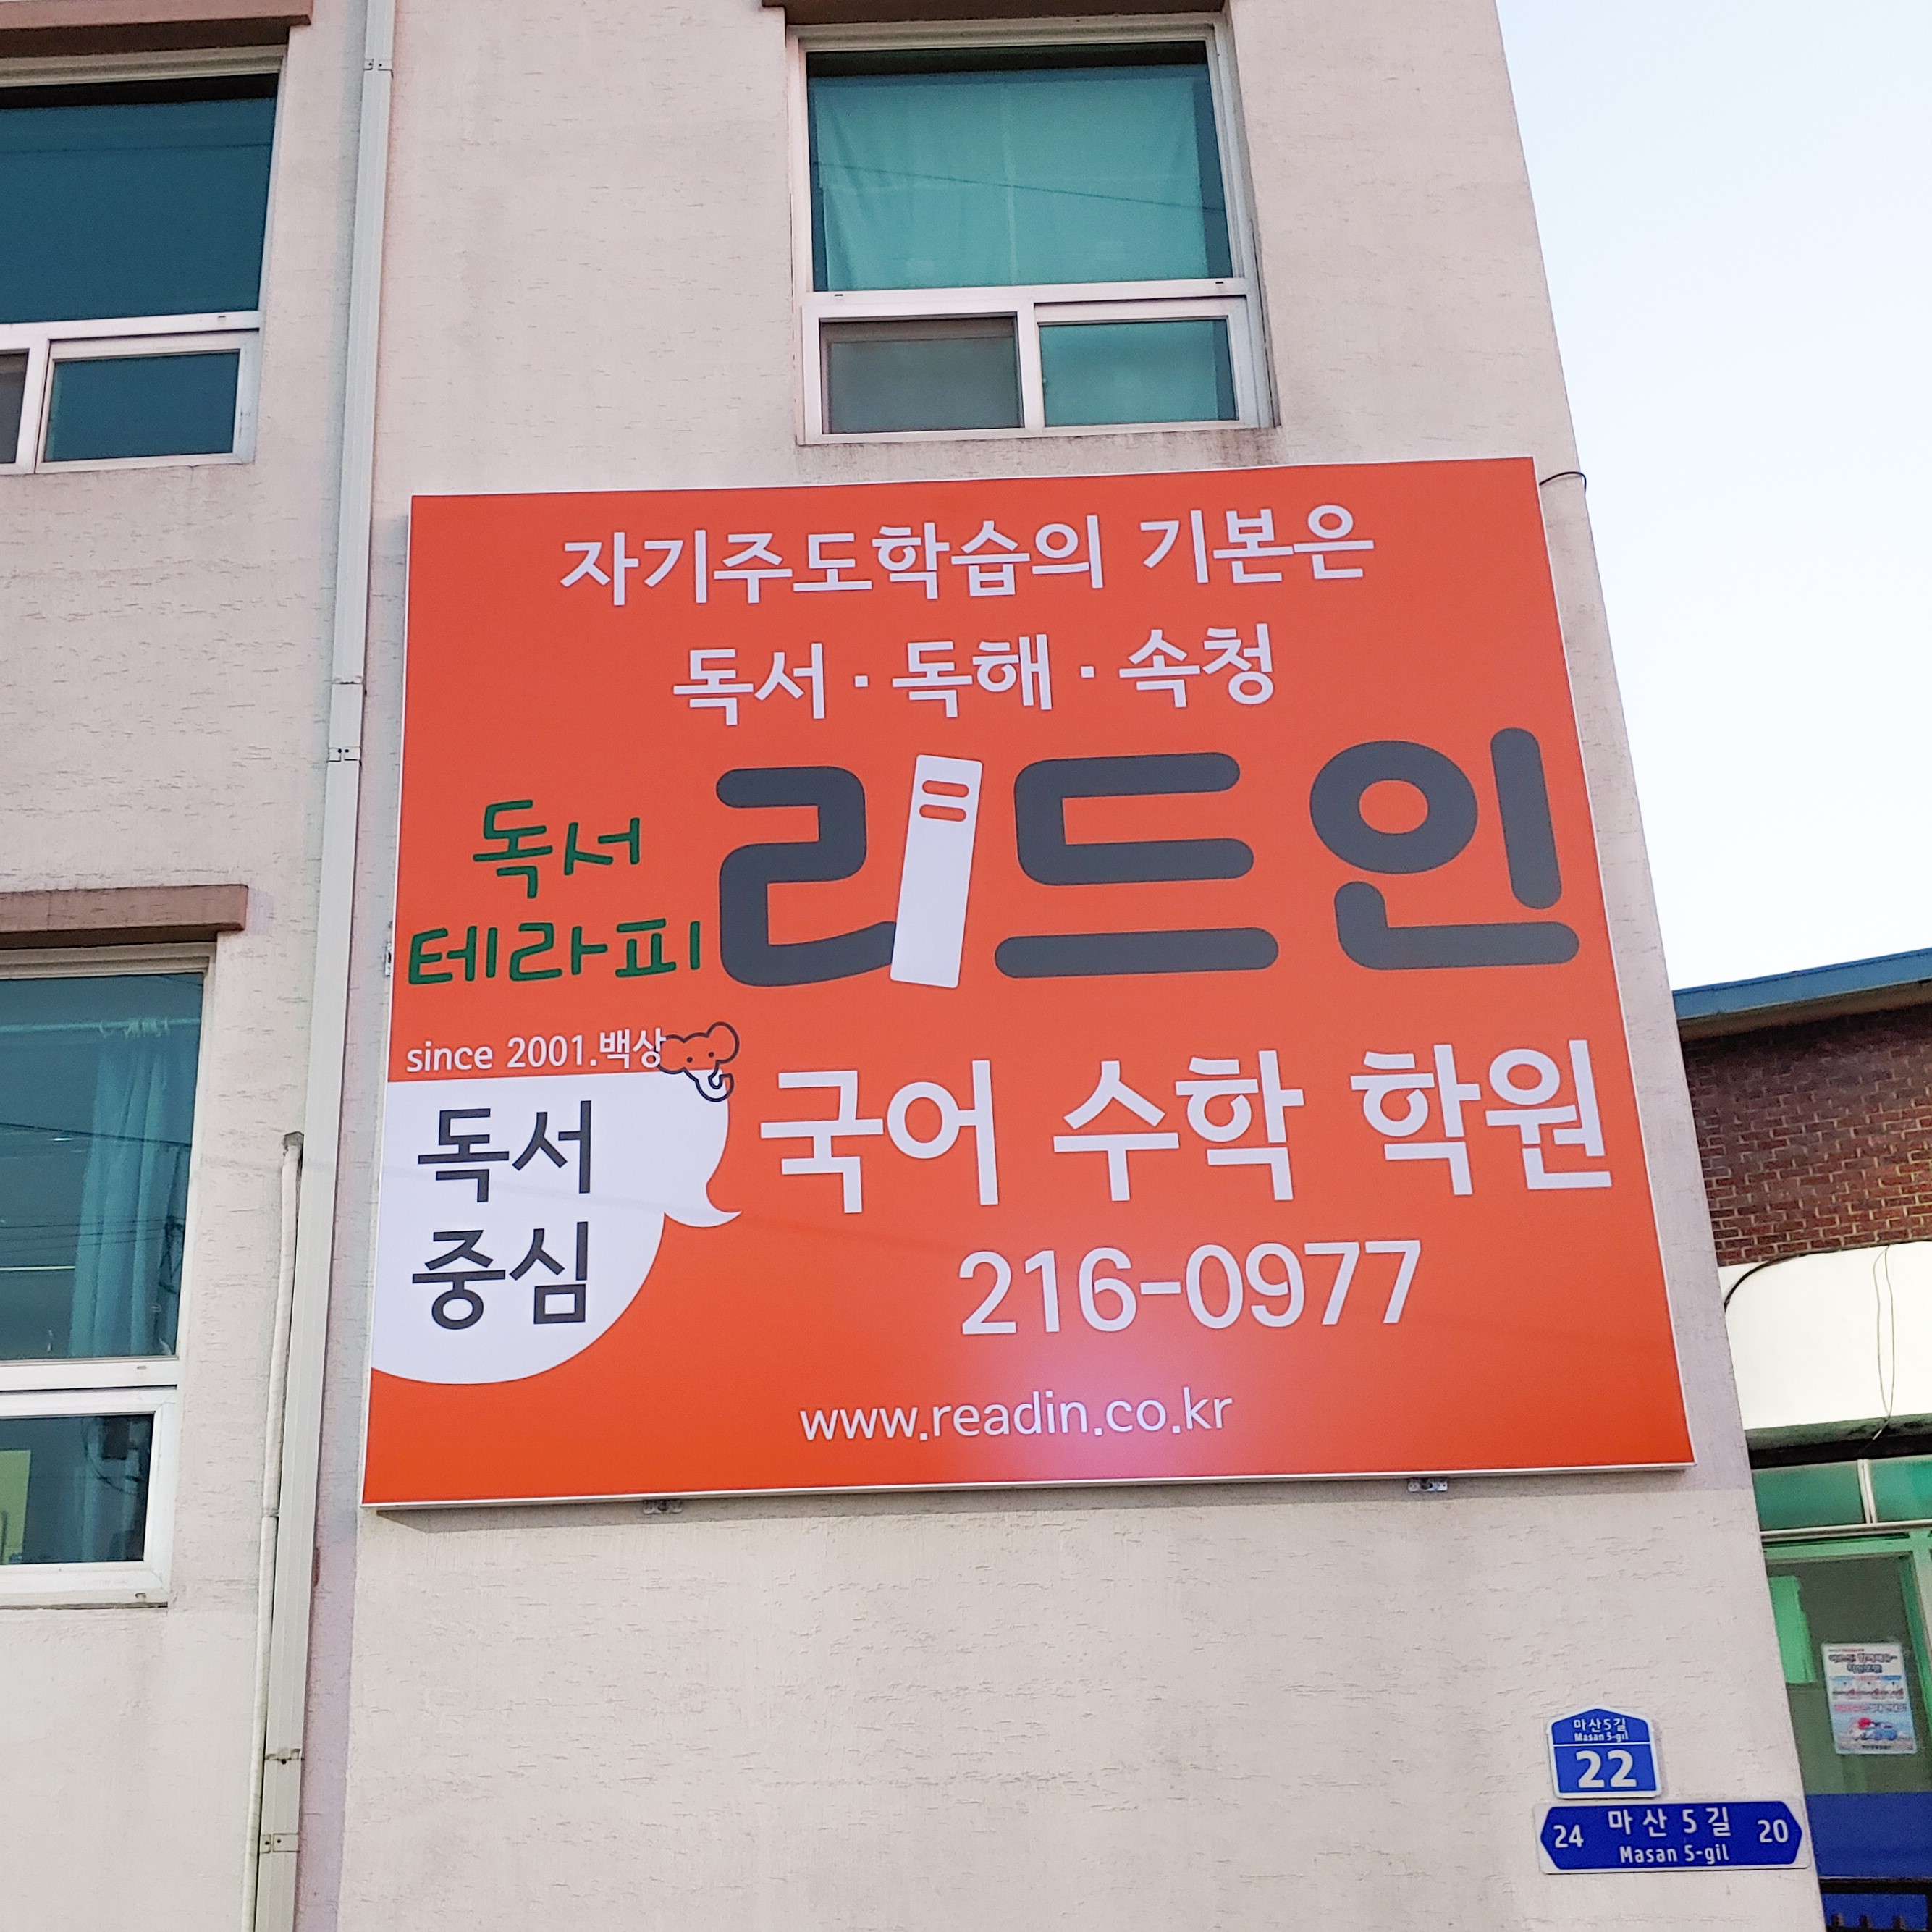 자기주도학습의 기본은
독서 · 독해 · 속청
독서
테라피
리드인
since 2001.백상
독서
중심
국어 수학 학원
216-0977
www.readin.co.kr
마산5길
Masan 5-gil
22
24 마산 5길 20
Masan 5-gil